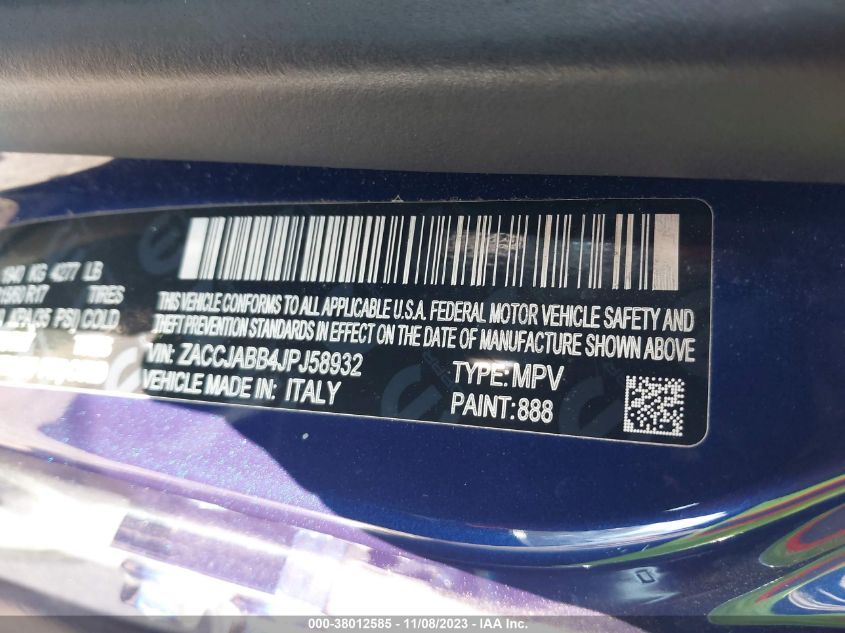 1940 KG 4277 LB
R17 TIRES
PSI) COLD
THIS VEHICLE CONFORMS TO ALL APPLICABLE U.S.A. FEDERAL MOTOR VEHICLE SAFETY AND
THEFT PREVENTION STANDARDS IN EFFECT ON THE DATE OF MANUFACTURE SHOWN ABOVE
VIN: ZACCJABB4JPJ58932
TYPE: MPV
VEHICLE MADE IN: ITALY
PAINT:888
000-38012585 - 11/08/2023 - IAA Inc.